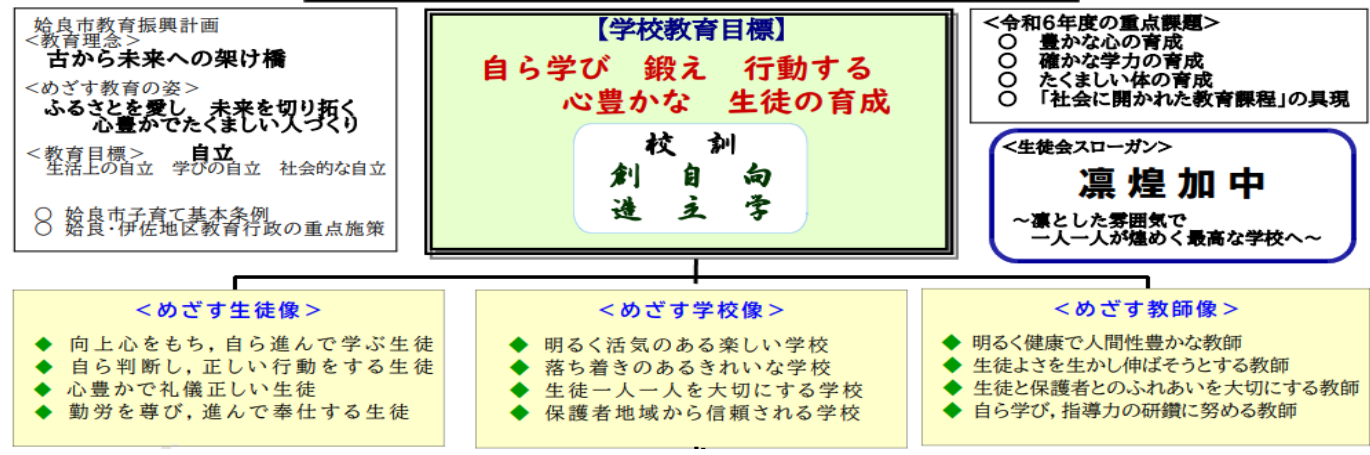 姶良市教育振興計画
<教育理念>
古から未来への架け橋
<めざす教育の姿>
ふるさとを愛し 未来を切り拓く
心豊かでたくましい人づくり
<教育目標> 自立
生活上の自立 学びの自立 社会的な自立
○ 姶良市子育て基本条例
○ 姶良・伊佐地区教育行政の重点施策
【学校教育目標】
自ら学び 鍛え 行動する
心豊かな 生徒の育成
校 訓
創 自 向
造 主 学
<令和6年度の重点課題>
○ 豊かな心の育成
○ 確かな学力の育成
○ たくましい体の育成
○ 「社会に開かれた教育課程」の具現
<生徒会スローガン>
凛煌加中
~凛とした雰囲気で
一人一人が煌めく最高な学校へ~
<めざす生徒像>
◆ 向上心をもち,自ら進んで学ぶ生徒
◆ 自ら判断し,正しい行動をする生徒
◆ 心豊かで礼儀正しい生徒
◆ 勤労を尊び,進んで奉仕する生徒
<めざす学校像>
◆ 明るく活気のある楽しい学校
◆ 落ち着きのあるきれいな学校
◆ 生徒一人一人を大切にする学校
◆ 保護者地域から信頼される学校
<めざす教師像>
◆ 明るく健康で人間性豊かな教師
◆ 生徒よさを生かし伸ばそうとする教師
◆ 生徒と保護者とのふれあいを大切にする教師
◆ 自ら学び,指導力の研鑽に努める教師